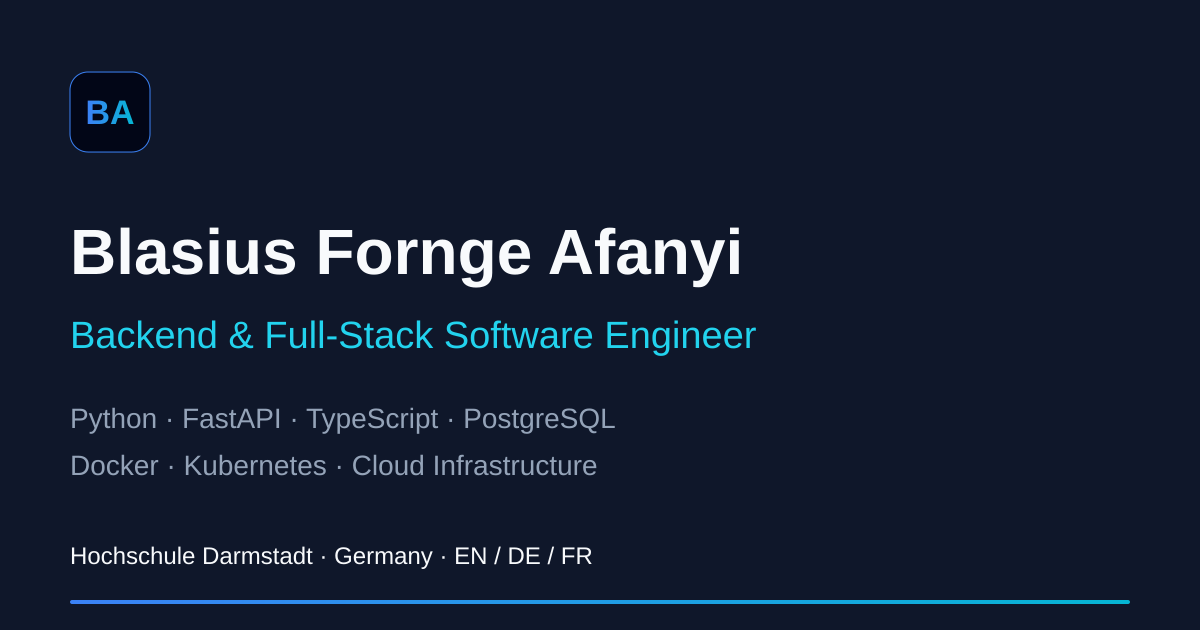 BA
Blasius Fornge Afanyi
Backend & Full-Stack Software Engineer
Python · FastAPI · TypeScript · PostgreSQL
Docker · Kubernetes · Cloud Infrastructure
Hochschule Darmstadt · Germany · EN / DE / FR